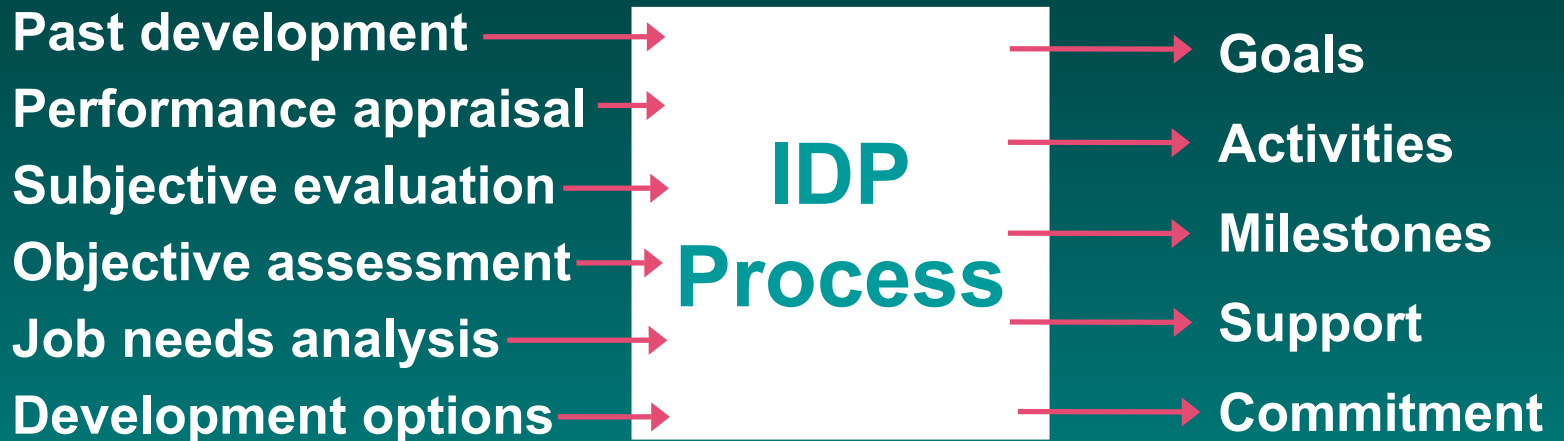 Past development
Performance appraisal
Subjective evaluation
Objective assessment
Job needs analysis
Development options
IDP
Process
Goals
Activities
Milestones
Support
Commitment